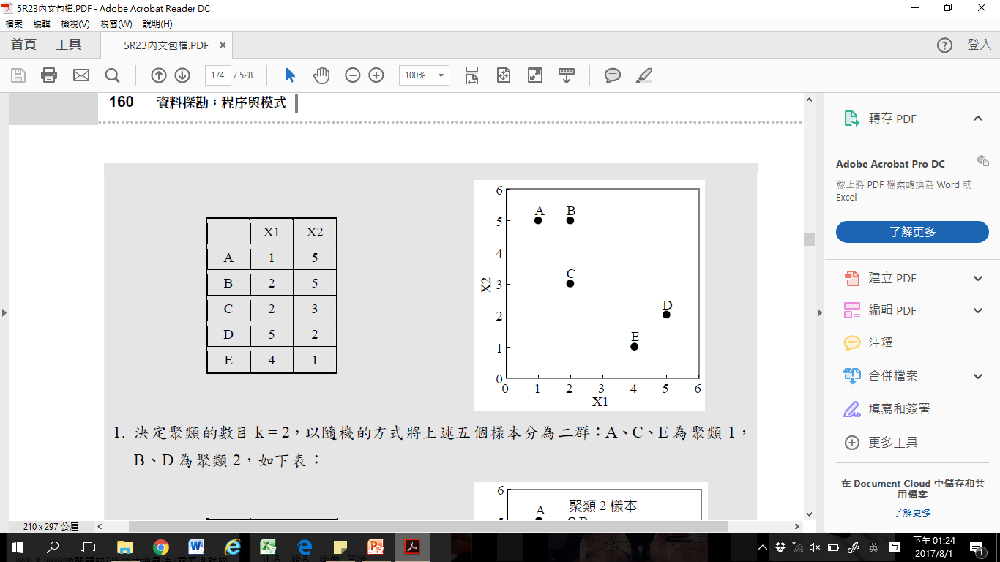 5R23內文包檔.PDF - Adobe Acrobat Reader DC
檔案 編輯 檢視(V) 視窗(W) 說明(H)
首頁 工具 5R23內文包檔.PDF × 登入
174 / 528 100%
160 資料探勘：程序與模式
X1 X2
A 1 5
B 2 5
C 2 3
D 5 2
E 4 1
6
5
4
3
2
1
0
X2
A B
C
D
E
0 1 2 3 4 5 6
X1
1. 決定聚類的數目 k = 2，以隨機的方式將上述五個樣本分為二群：A、C、E 為聚類 1，
B、D 為聚類 2，如下表：
6
聚類 2 樣本
A
B
210 x 297 公厘
轉存 PDF
Adobe Acrobat Pro DC
線上將 PDF 檔案轉換為 Word 或
Excel
了解更多
建立 PDF
編輯 PDF
注釋
合併檔案
填寫和簽署
更多工具
在 Document Cloud 中儲存和共
用檔案
了解更多
英
下午 01:24
2017/8/1